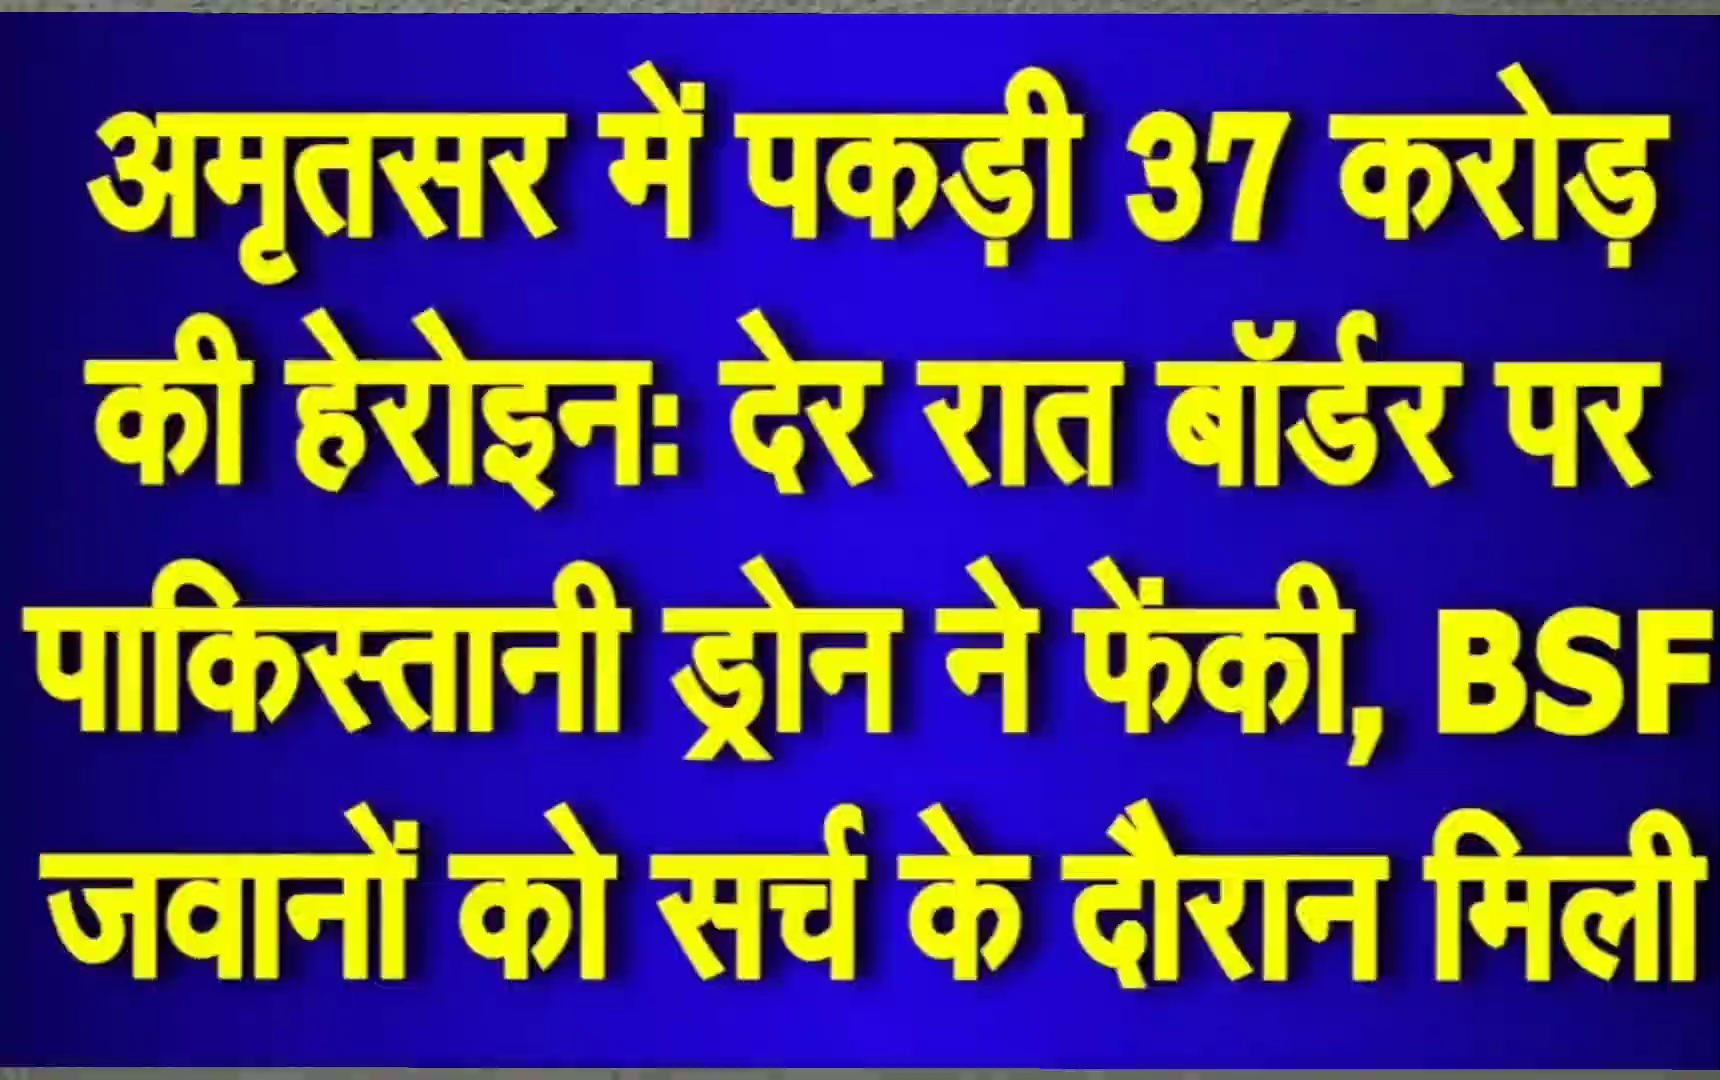 अमृतसर में पकड़ी 37 करोड़
की हेरोइनः देर रात बॉर्डर पर
पाकिस्तानी ड्रोन ने फेंकी, BSF
जवानों को सर्च के दौरान मिली